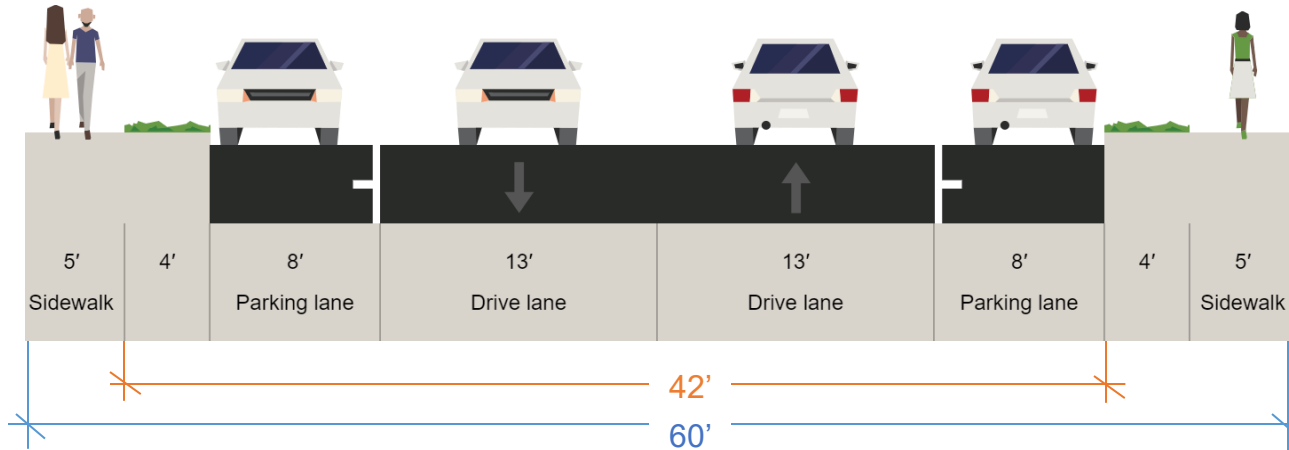 5′ 4′ 8′ 13′ 13′ 8′ 4′ 5′
Sidewalk Parking lane Drive lane Drive lane Parking lane Sidewalk
42’
60’